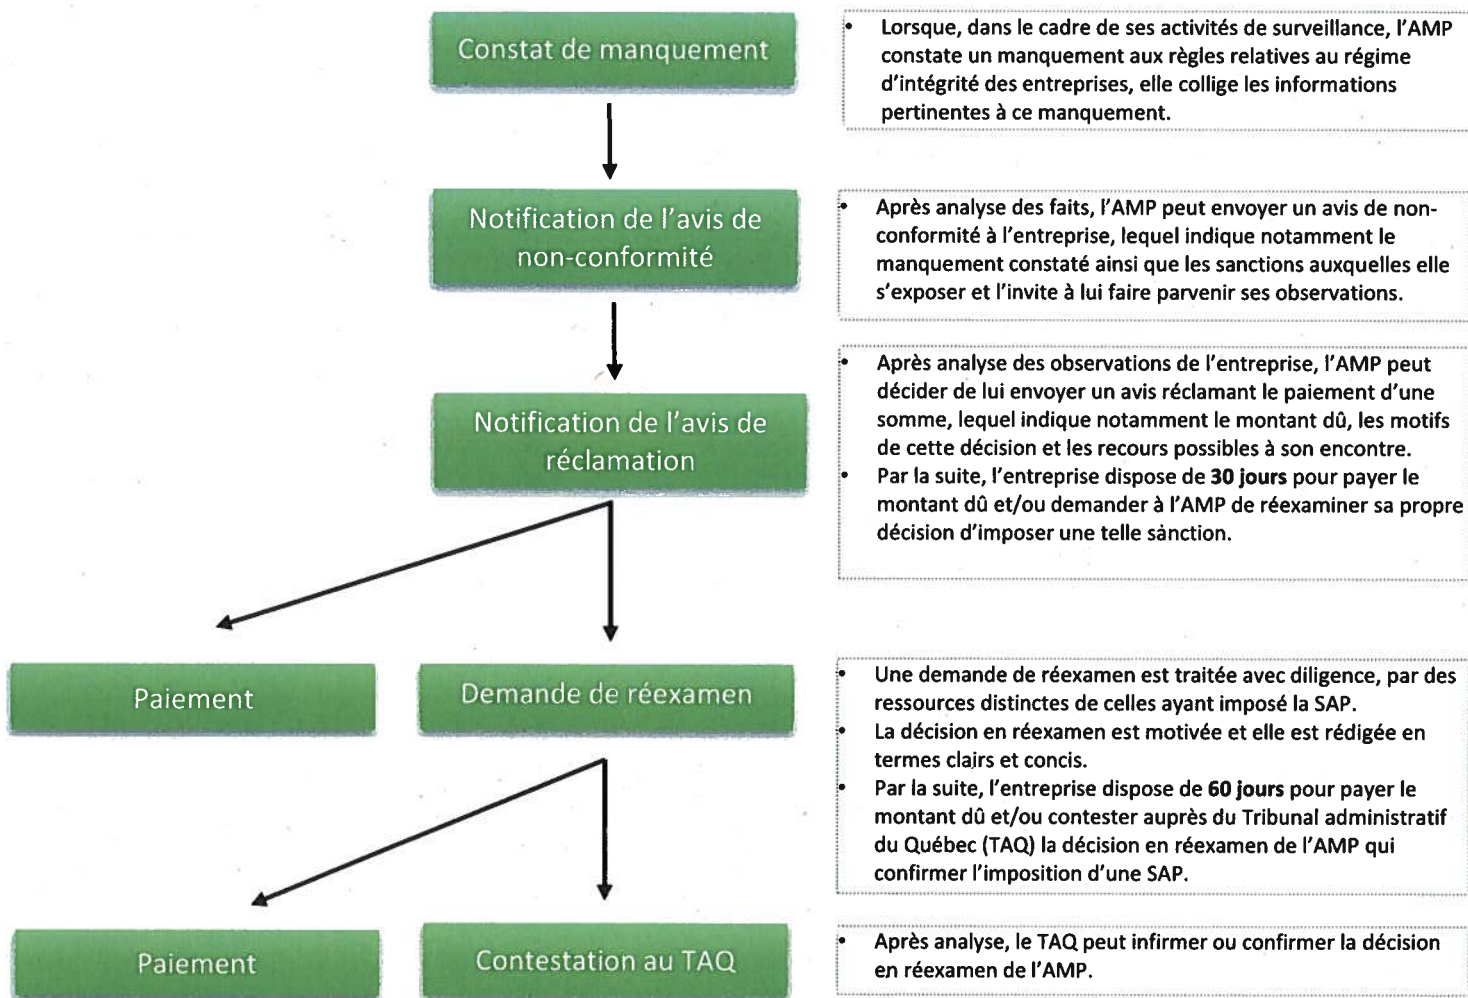 Constat de manquement
• Lorsque, dans le cadre de ses activités de surveillance, l'AMP
constate un manquement aux règles relatives au régime
d'intégrité des entreprises, elle collige les informations
pertinentes à ce manquement.
Notification de l'avis de
non-conformité
• Après analyse des faits, l'AMP peut envoyer un avis de non-
conformité à l'entreprise, lequel indique notamment le
manquement constaté ainsi que les sanctions auxquelles elle
s'exposer et l'invite à lui faire parvenir ses observations.
Notification de l'avis de
réclamation
• Après analyse des observations de l'entreprise, l'AMP peut
décider de lui envoyer un avis réclamant le paiement d'une
somme, lequel indique notamment le montant dû, les motifs
de cette décision et les recours possibles à son encontre.
• Par la suite, l'entreprise dispose de 30 jours pour payer le
montant dû et/ou demander à l'AMP de réexaminer sa propre
décision d'imposer une telle sanction.
Paiement
Demande de réexamen
• Une demande de réexamen est traitée avec diligence, par des
ressources distinctes de celles ayant imposé la SAP.
• La décision en réexamen est motivée et elle est rédigée en
termes clairs et concis.
• Par la suite, l'entreprise dispose de 60 jours pour payer le
montant dû et/ou contester auprès du Tribunal administratif
du Québec (TAQ) la décision en réexamen de l'AMP qui
confirmer l'imposition d'une SAP.
Paiement
Contestation au TAQ
• Après analyse, le TAQ peut infirmer ou confirmer la décision
en réexamen de l'AMP.